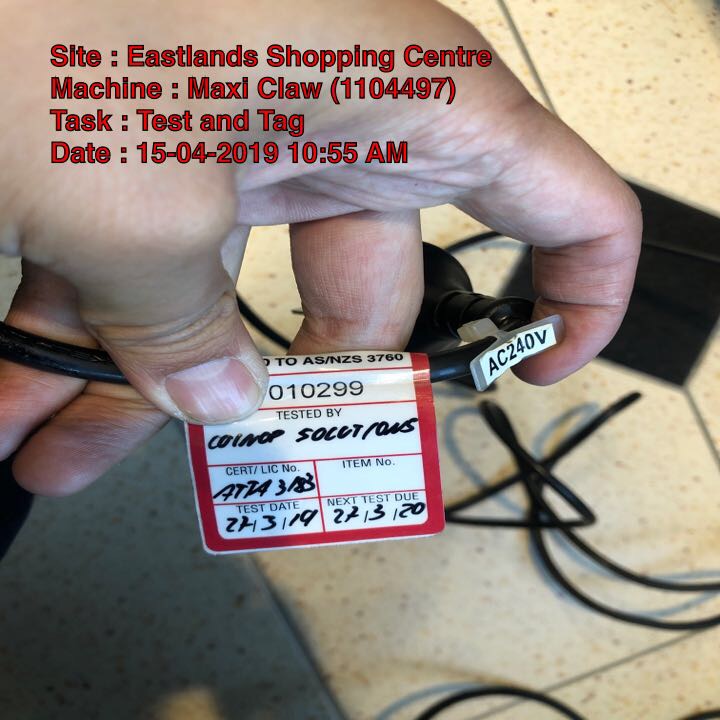 Site : Eastlands Shopping Centre
Machine : Maxi Claw (1104497)
Task : Test and Tag
Date : 15-04-2019 10:55 AM
AC240V
TO AS/NZS 3760
010299
TESTED BY
COINOP SOLUTIONS
CERT/ LIC No.
ITEM No.
TEST DATE
NEXT TEST DUE
27/3/19
27/3/20